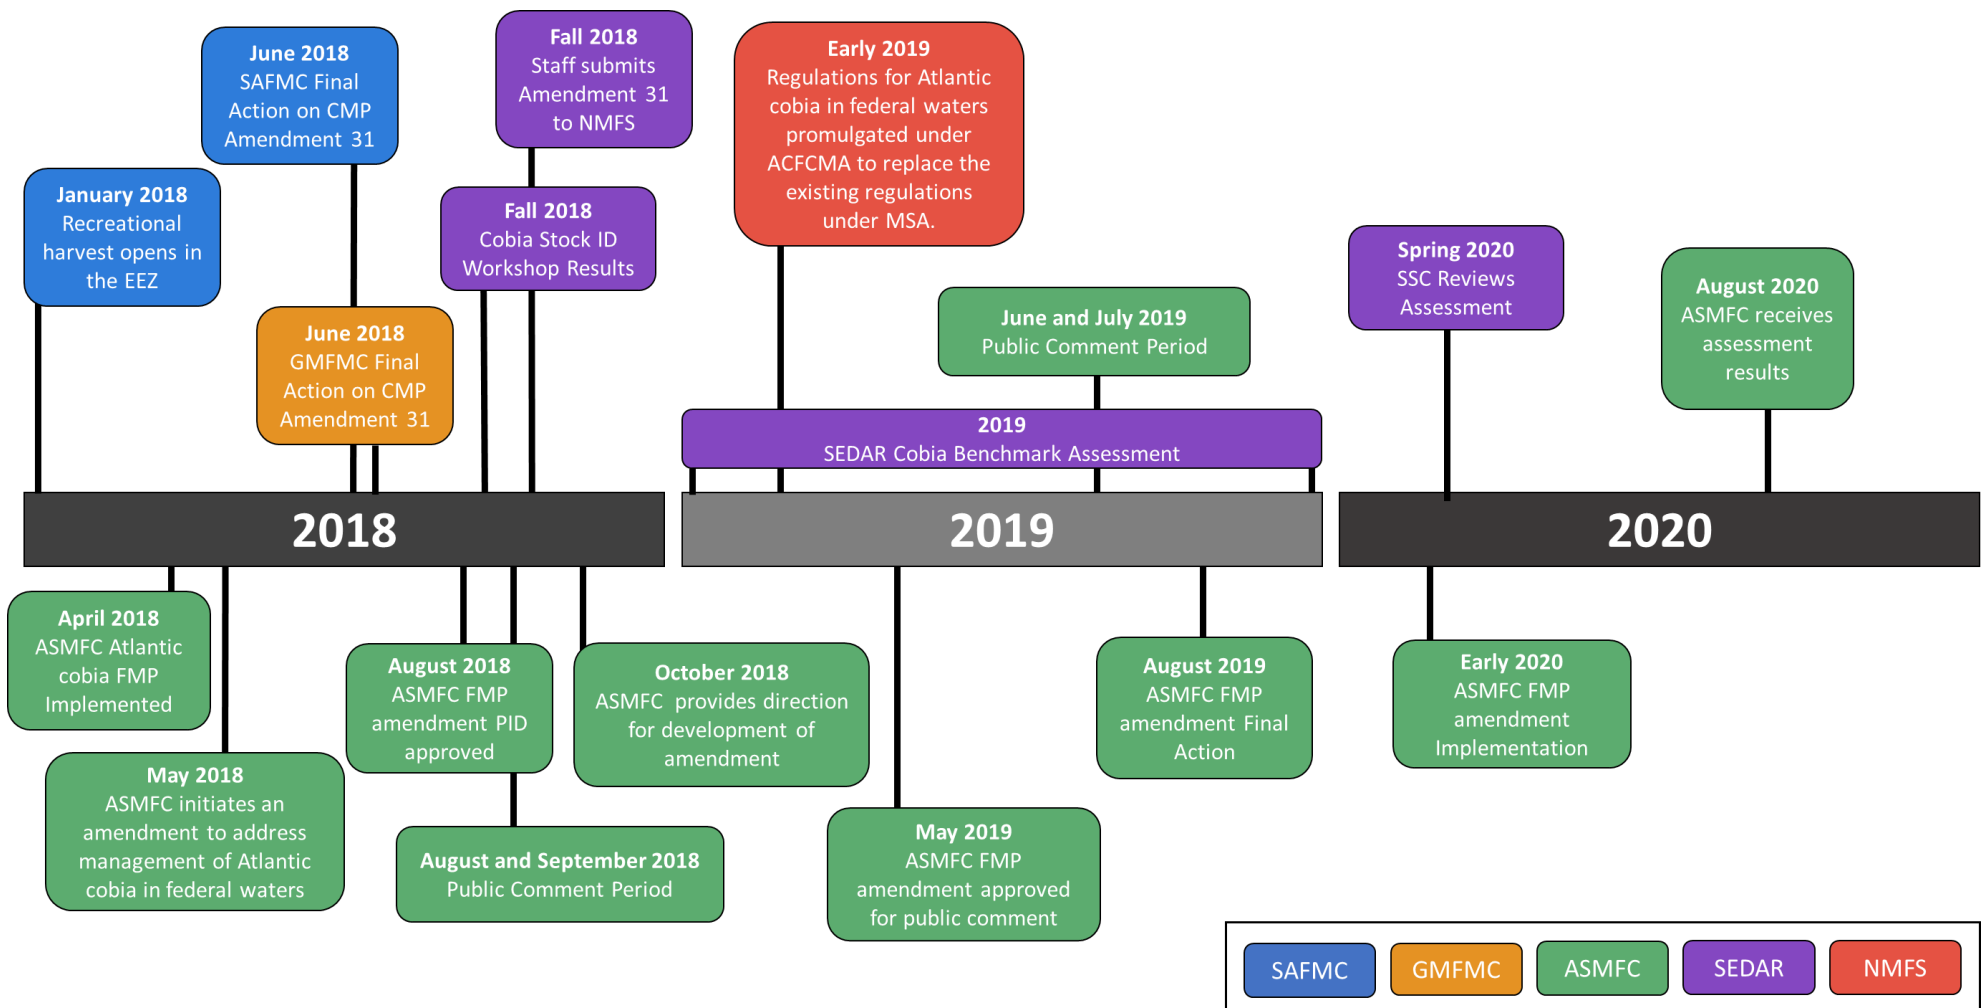 June 2018
SAFMC Final
Action on CMP
Amendment 31
Fall 2018
Staff submits
Amendment 31
to NMFS
Early 2019
Regulations for Atlantic
cobia in federal waters
promulgated under
ACFCMA to replace the
existing regulations
under MSA.
January 2018
Recreational
harvest opens in
the EEZ
Fall 2018
Cobia Stock ID
Workshop Results
Spring 2020
SSC Reviews
Assessment
August 2020
ASMFC receives
assessment
results
June 2018
GMFMC Final
Action on CMP
Amendment 31
June and July 2019
Public Comment Period
2019
SEDAR Cobia Benchmark Assessment
2018
2019
2020
April 2018
ASMFC Atlantic
cobia FMP
Implemented
August 2018
ASMFC FMP
amendment PID
approved
October 2018
ASMFC  provides direction
for development of
amendment
August 2019
ASMFC FMP
amendment Final
Action
Early 2020
ASMFC FMP
amendment
Implementation
May 2018
ASMFC initiates an
amendment to address
management of Atlantic
cobia in federal waters
August and September 2018
Public Comment Period
May 2019
ASMFC FMP
amendment approved
for public comment
SAFMC
GMFMC
ASMFC
SEDAR
NMFS